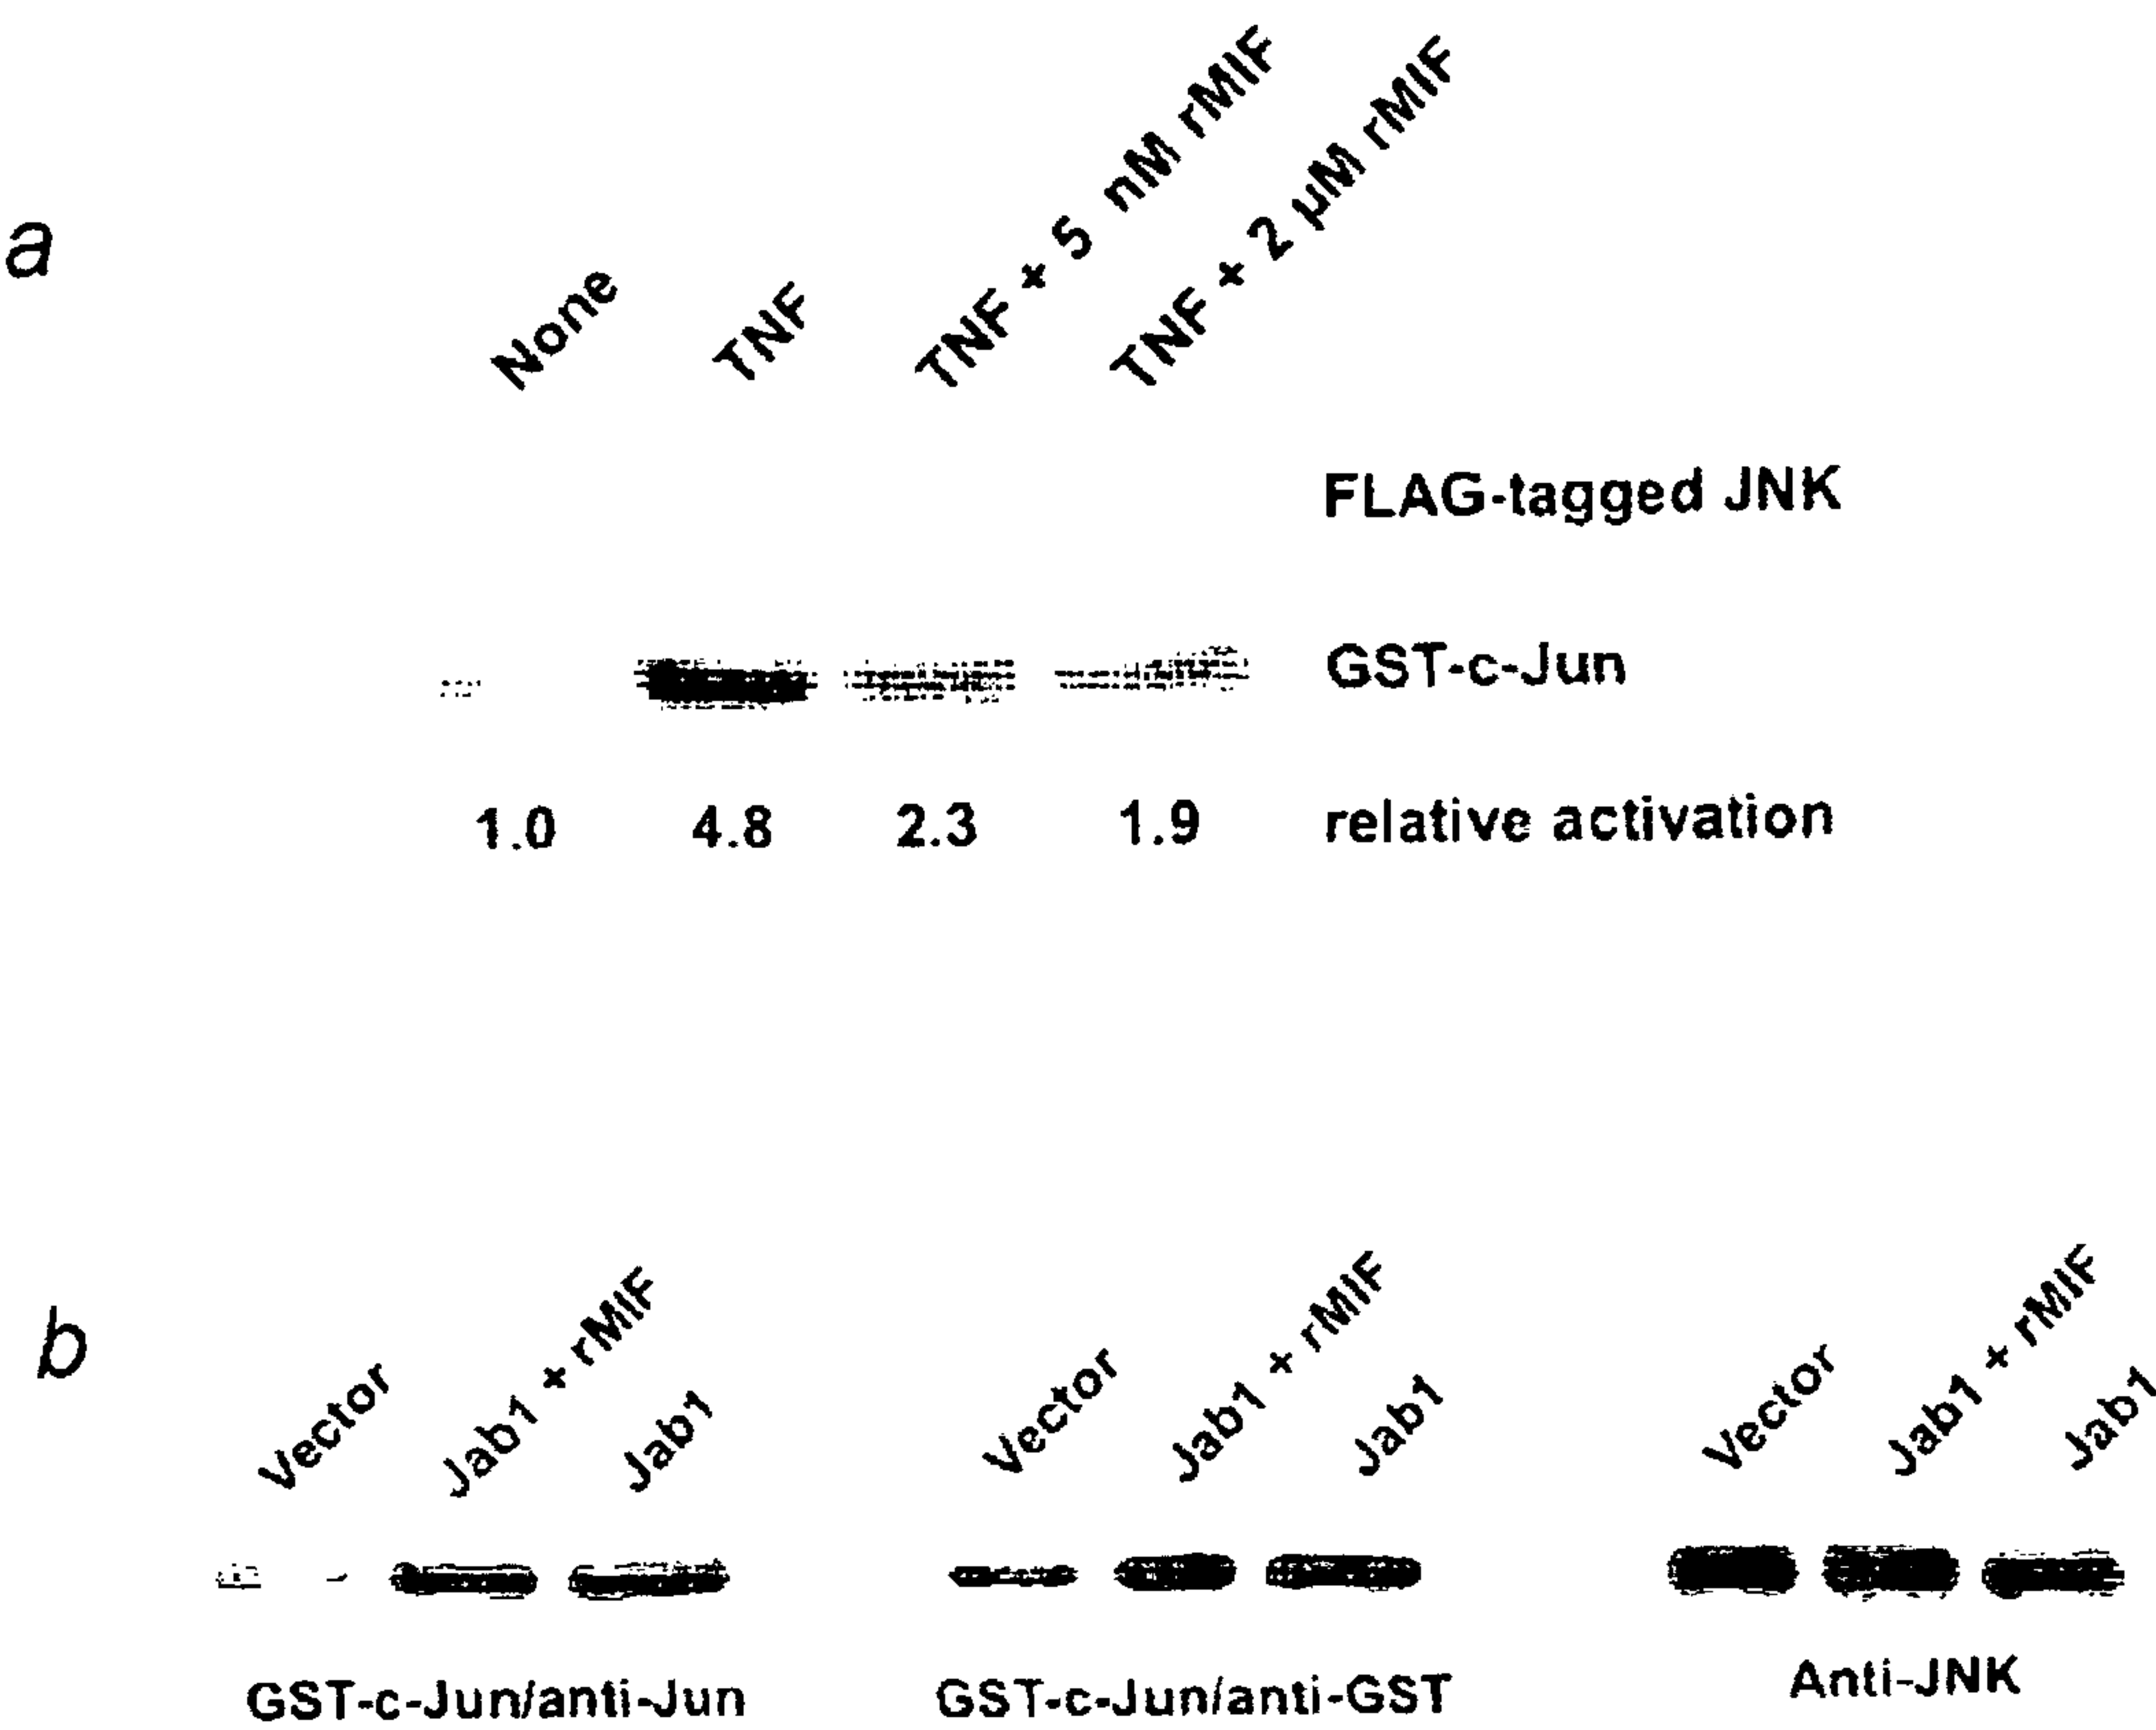 a
None
TNF
TNF + 5 nM rMIF
TNF + 2 µM rMIF
FLAG-tagged JNK
GST-c-Jun
1.0 4.8 2.3 1.9 relative activation
b
Vector
Jab1 + rMIF
Jab1
Vector
Jab1 + rMIF
Jab1
Vector
Jab1 + rMIF
Jab1
GST-c-Jun/anti-Jun
GST-c-Jun/anti-GST
Anti-JNK